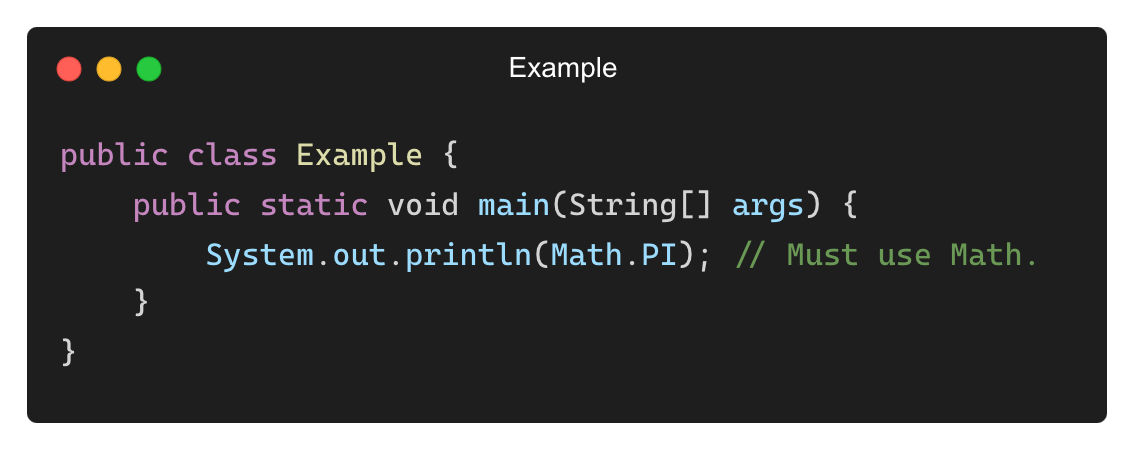 Example
public class Example {
    public static void main(String[] args) {
        System.out.println(Math.PI); // Must use Math.
    }
}